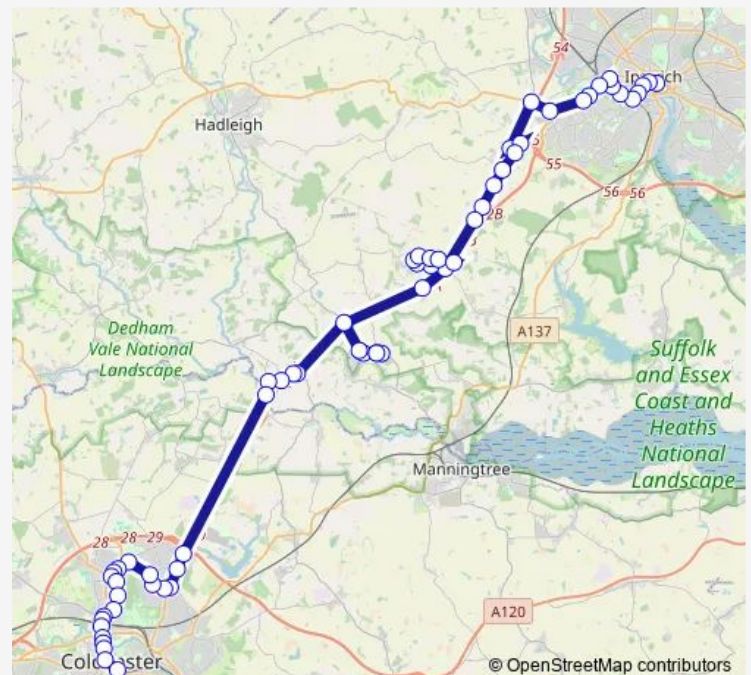 54
Ipswich
Hadleigh
55
56-56
Dedham
Vale National
Landscape
A137
Suffolk
and Essex
Coast and
Heaths
National
Landscape
Manningtree
28 28-29
A120
Colchester
© OpenStreetMap contributors